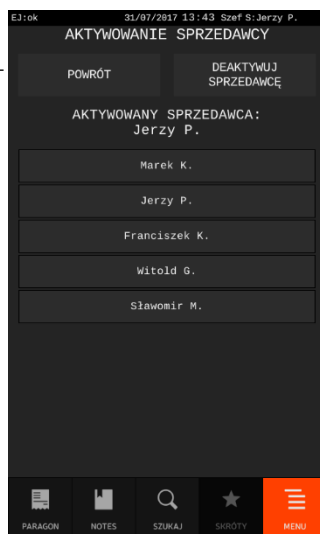 EJ:ok 31/07/2017 13:43 Szef S:Jerzy P.
AKTYWOWANIE SPRZEDAWCY
POWRÓT
DEAKTYWUJ
SPRZEDAWCĘ
AKTYWOWANY SPRZEDAWCA:
Jerzy P.
Marek K.
Jerzy P.
Franciszek K.
Witold G.
Sławomir M.
PARAGON NOTES SZUKAJ SKRÓTY MENU